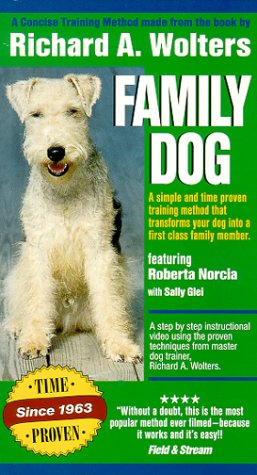 A Concise Training Method made from the book by
Richard A. Wolters
FAMILY
DOG
A simple and time proven
training method that
transforms your dog into a
first class family member.
featuring
Roberta Norcia
with Sally Glei
A step by step instructional
video using the proven
techniques from master
dog trainer,
Richard A. Wolters.
TIME
Since 1963
PROVEN
★★★★
"Without a doubt, this is the most
popular method ever filmed—because
it works and it's easy!!
Field & Stream